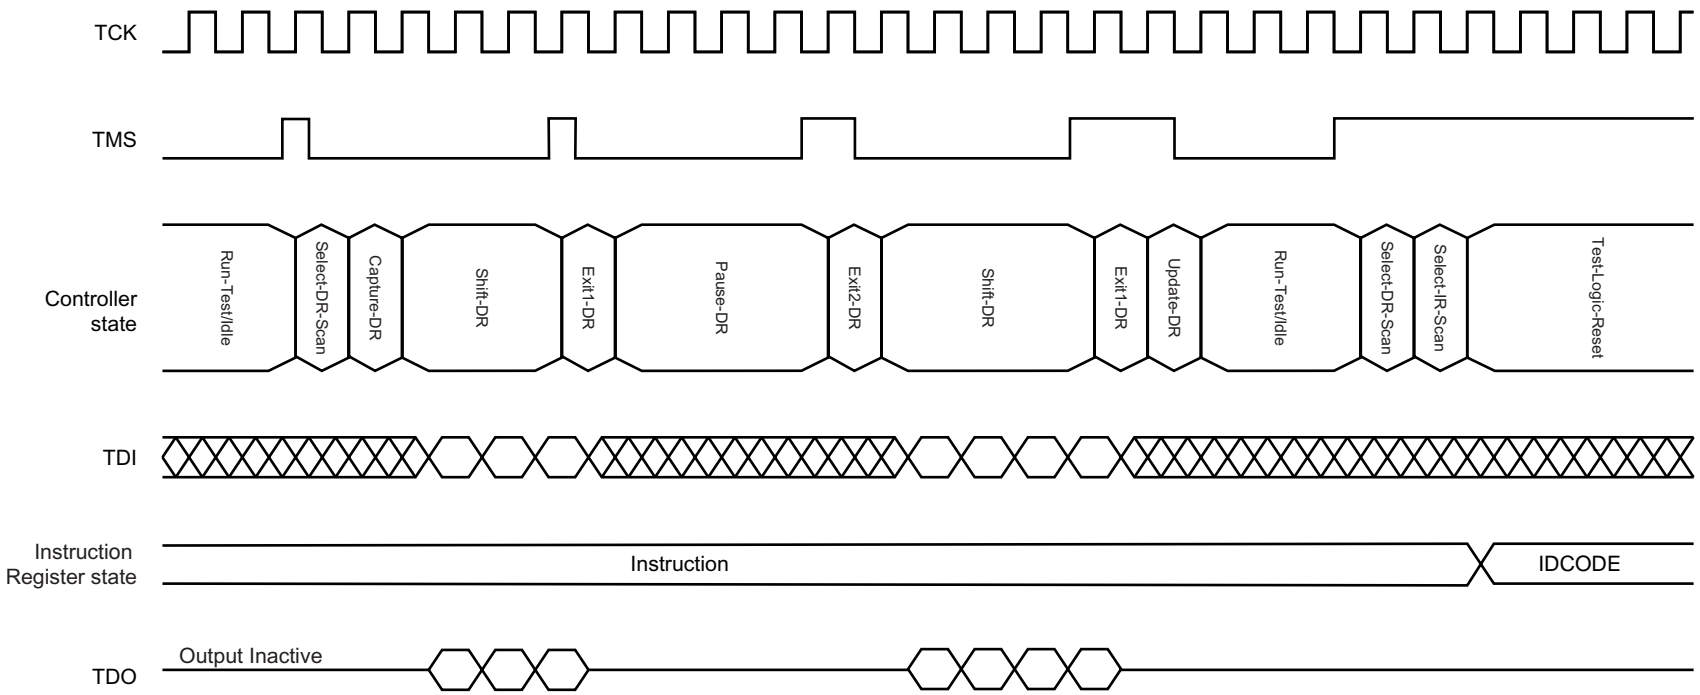 TCK
TMS
Controller
state
Run-Test/Idle
Select-DR-Scan
Capture-DR
Shift-DR
Exit1-DR
Pause-DR
Exit2-DR
Shift-DR
Exit1-DR
Update-DR
Run-Test/Idle
Select-DR-Scan
Select-IR-Scan
Test-Logic-Reset
TDI
Instruction
Register state
Instruction
IDCODE
TDO
Output Inactive